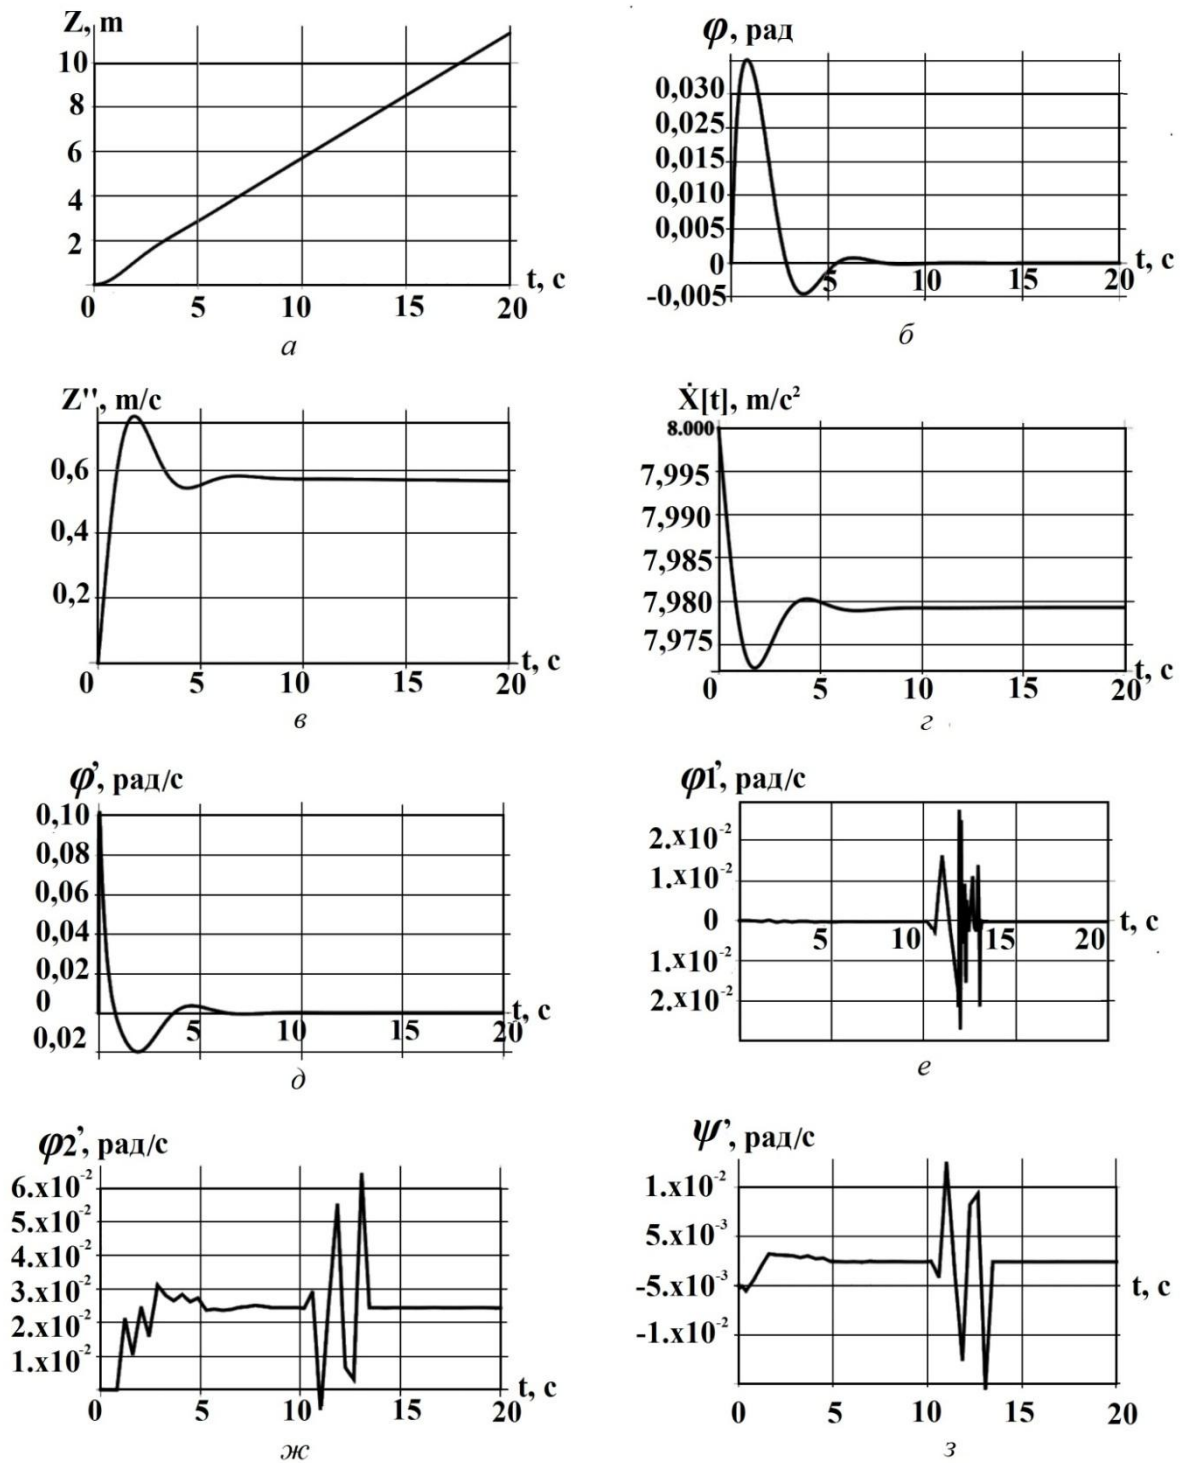 Z, m
10
8
6
4
2
t, c
0 5 10 15 20
а
φ, рад
0,030
0,025
0,015
0,010
0,005
0
-0,005
t, c
5 10 15 20
б
Z'', m/c
0,6
0,4
0,2
t, c
0 5 10 15 20
в
Ẋ[t], m/c²
8.000
7,995
7,990
7,985
7,980
7,975
t, c
0 5 10 15 20
г
φ', рад/с
0,10
0,08
0,06
0,04
0,02
0
0,02
t, c
5 10 15 20
д
φ1', рад/с
2.x10⁻²
1.x10⁻²
0
1.x10⁻²
2.x10⁻²
t, c
5 10 15 20
е
φ2', рад/с
6.x10⁻²
5.x10⁻²
4.x10⁻²
3.x10⁻²
2.x10⁻²
1.x10⁻²
t, c
0 5 10 15 20
ж
ψ', рад/с
1.x10⁻²
5.x10⁻³
-5.x10⁻³
-1.x10⁻²
t, c
0 5 10 15 20
з